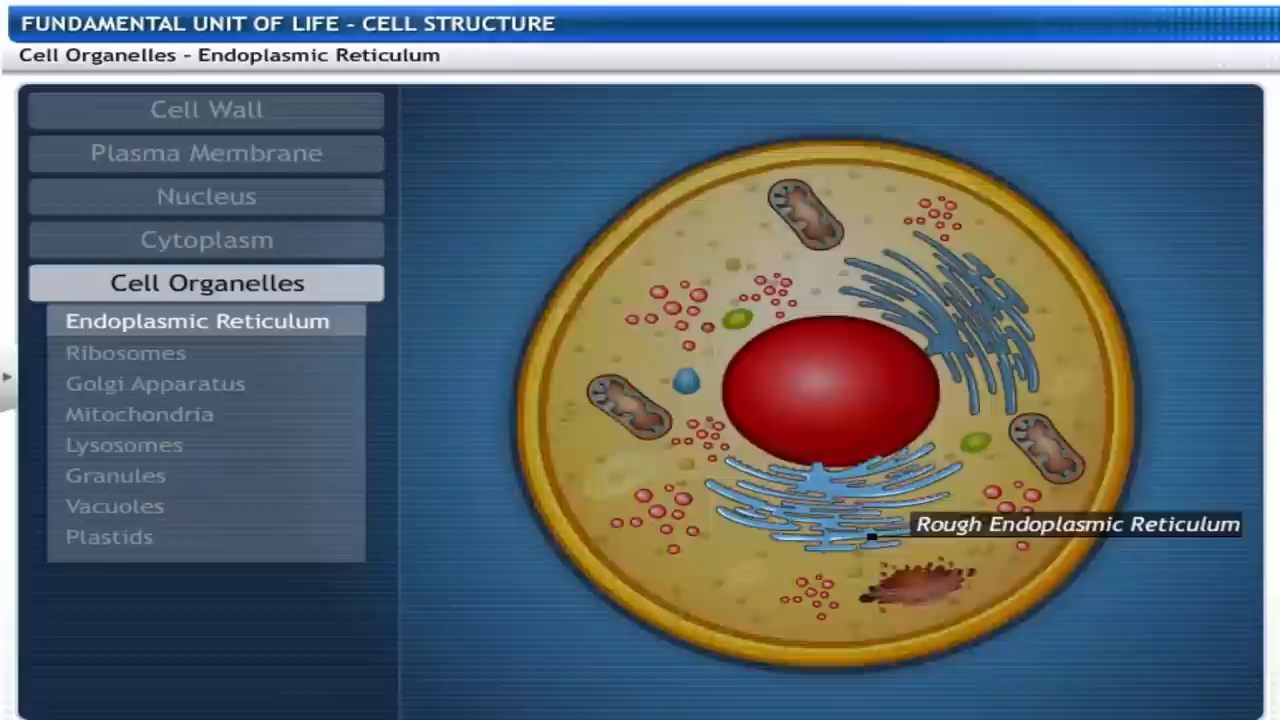 FUNDAMENTAL UNIT OF LIFE - CELL STRUCTURE
Cell Organelles - Endoplasmic Reticulum
Cell Wall
Plasma Membrane
Nucleus
Cytoplasm
Cell Organelles
Endoplasmic Reticulum
Ribosomes
Golgi Apparatus
Mitochondria
Lysosomes
Granules
Vacuoles
Plastids
Rough Endoplasmic Reticulum